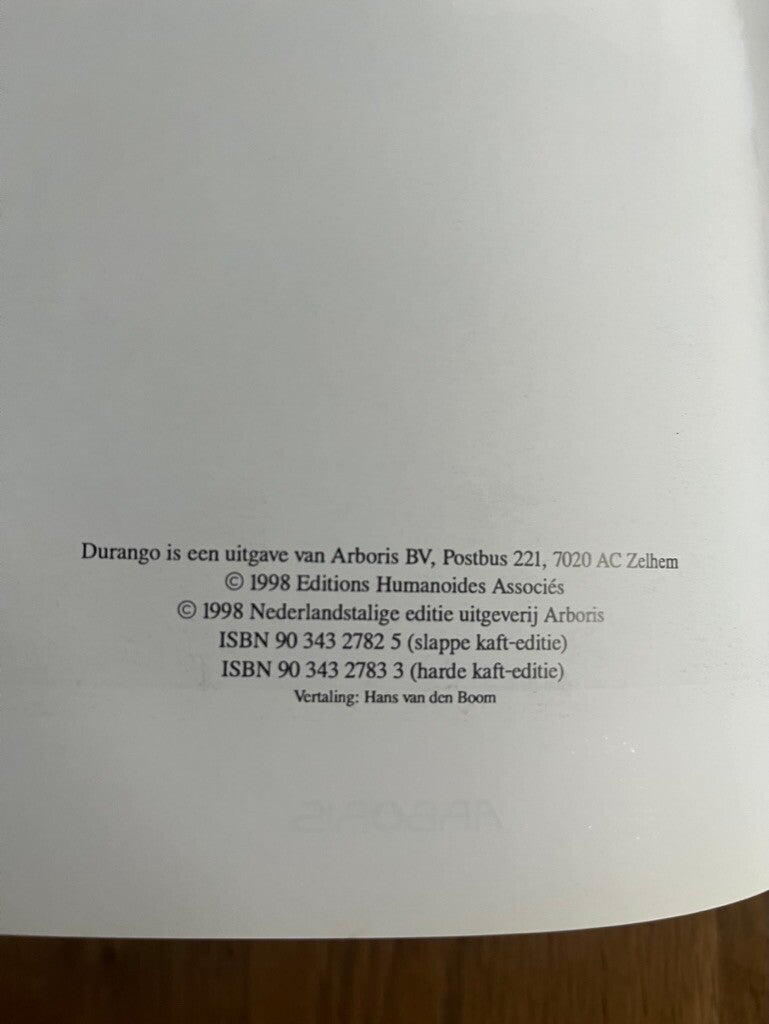 Durango is een uitgave van Arboris BV, Postbus 221, 7020 AC Zelhem
© 1998 Editions Humanoides Associés
© 1998 Nederlandstalige editie uitgeverij Arboris
ISBN 90 343 2782 5 (slappe kaft-editie)
ISBN 90 343 2783 3 (harde kaft-editie)
Vertaling: Hans van den Boom
ARBORIS